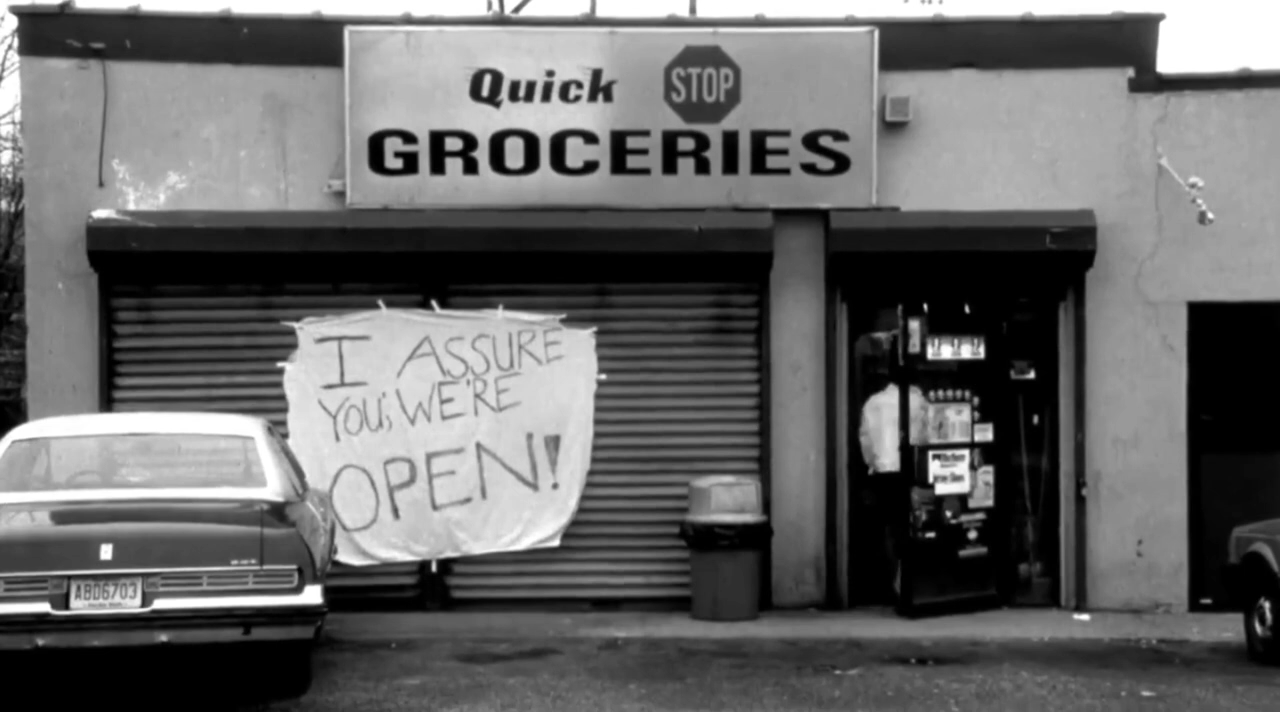 Quick STOP
GROCERIES
I ASSURE
YOU; WE'RE
OPEN!
ABD6703